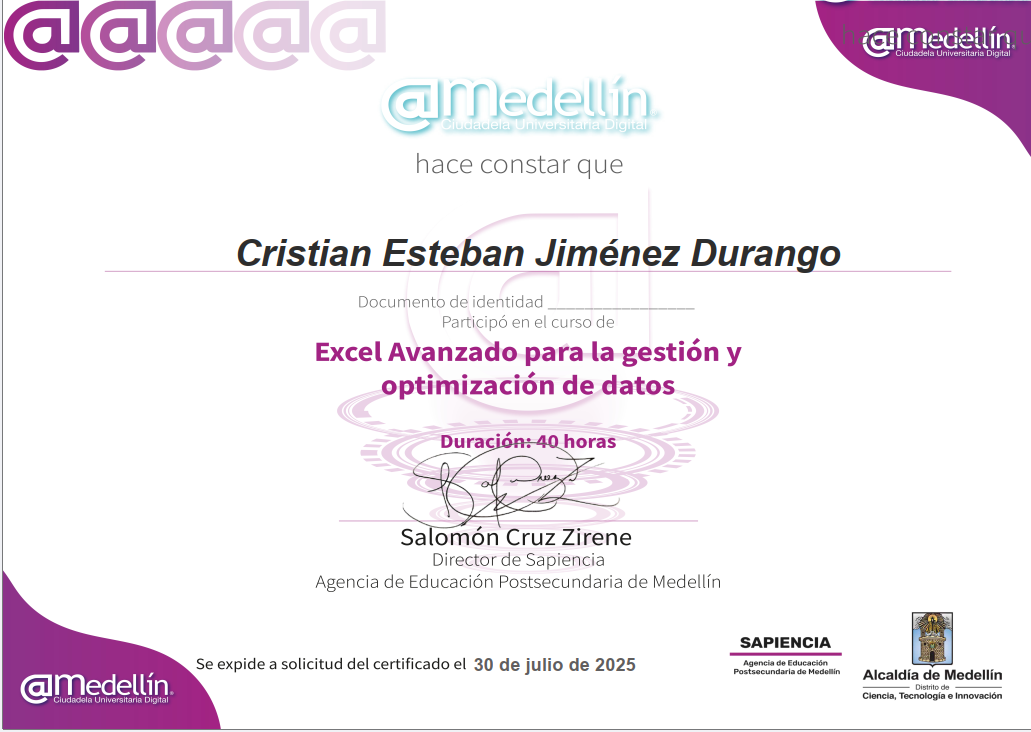 @Medellín
Ciudadela Universitaria Digital
@Medellín®
Ciudadela Universitaria Digital
hace constar que
Cristian Esteban Jiménez Durango
Documento de identidad ________________
Participó en el curso de
Excel Avanzado para la gestión y
optimización de datos
Duración: 40 horas
Salomón Cruz Zirene
Director de Sapiencia
Agencia de Educación Postsecundaria de Medellín
Se expide a solicitud del certificado el 30 de julio de 2025
SAPIENCIA
Agencia de Educación
Postsecundaria de Medellín
Alcaldía de Medellín
Distrito de
Ciencia, Tecnología e Innovación
@Medellín®
Ciudadela Universitaria Digital